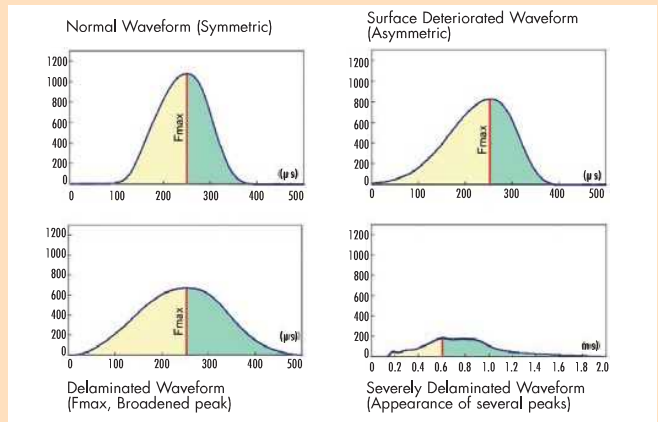 Normal Waveform (Symmetric)
1200
1000
800
600
400
200
0
Fmax
(µs)
0 100 200 300 400 500
Surface Deteriorated Waveform
(Asymmetric)
1200
1000
800
600
400
200
0
Fmax
(µs)
0 100 200 300 400 500
1200
1000
800
600
400
200
0
Fmax
(µs)
0 100 200 300 400 500
Delaminated Waveform
(Fmax, Broadened peak)
1200
1000
800
600
400
200
0
(ms)
0 0.2 0.4 0.6 0.8 1.0 1.2 1.4 1.6 1.8 2.0
Severely Delaminated Waveform
(Appearance of several peaks)